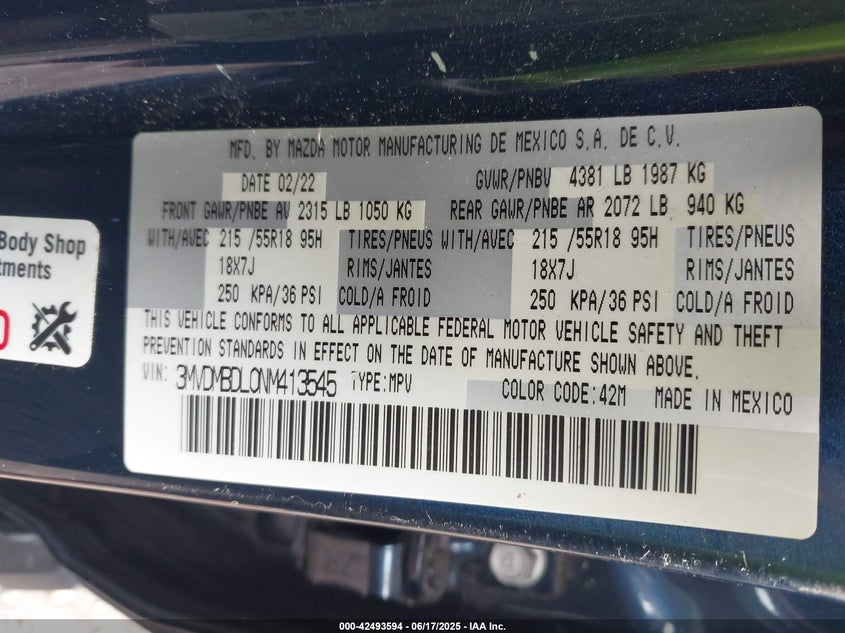 MFD. BY MAZDA MOTOR MANUFACTURING DE MEXICO S.A. DE C.V.
DATE 02/22 GVWR/PNBV 4381 LB 1987 KG
FRONT GAWR/PNBE AV 2315 LB 1050 KG REAR GAWR/PNBE AR 2072 LB 940 KG
WITH/AVEC 215 /55R18 95H TIRES/PNEUS WITH/AVEC 215 /55R18 95H TIRES/PNEUS
18X7J RIMS/JANTES 18X7J RIMS/JANTES
250 KPA/36 PSI COLD/A FROID 250 KPA/36 PSI COLD/A FROID
THIS VEHICLE CONFORMS TO ALL APPLICABLE FEDERAL MOTOR VEHICLE SAFETY AND THEFT
PREVENTION STANDARDS IN EFFECT ON THE DATE OF MANUFACTURE SHOWN ABOVE.
VIN: 3MVDMBDL0NM413545 TYPE:MPV COLOR CODE:42M MADE IN MEXICO
Body Shop
000-42493594 - 06/17/2025 - IAA Inc.